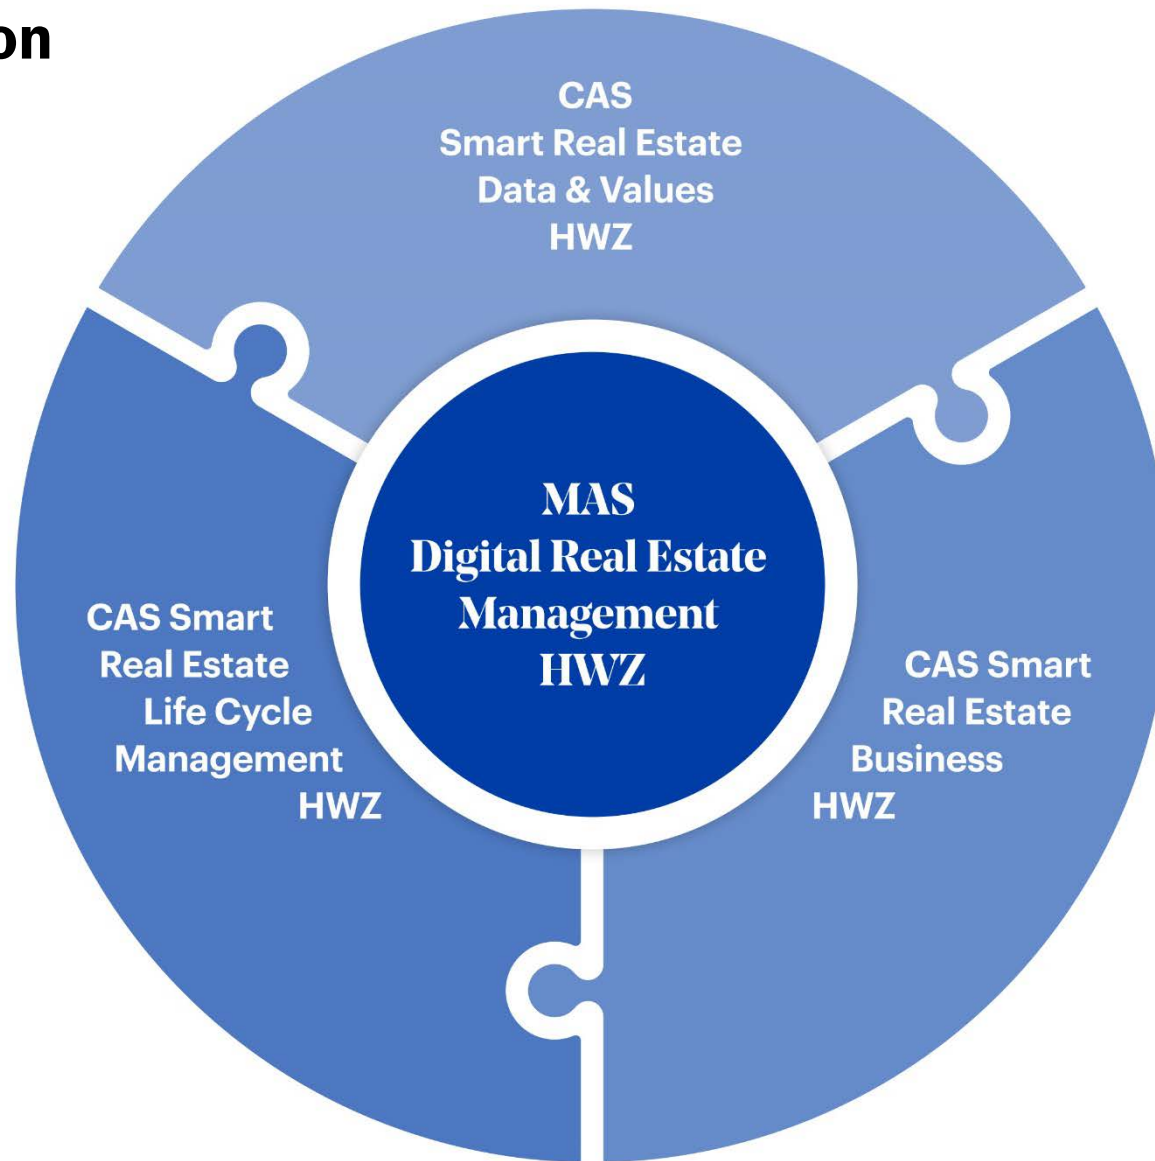 on
CAS
Smart Real Estate
Data & Values
HWZ
MAS
Digital Real Estate
Management
HWZ
CAS Smart
Real Estate
Life Cycle
Management
HWZ
CAS Smart
Real Estate
Business
HWZ